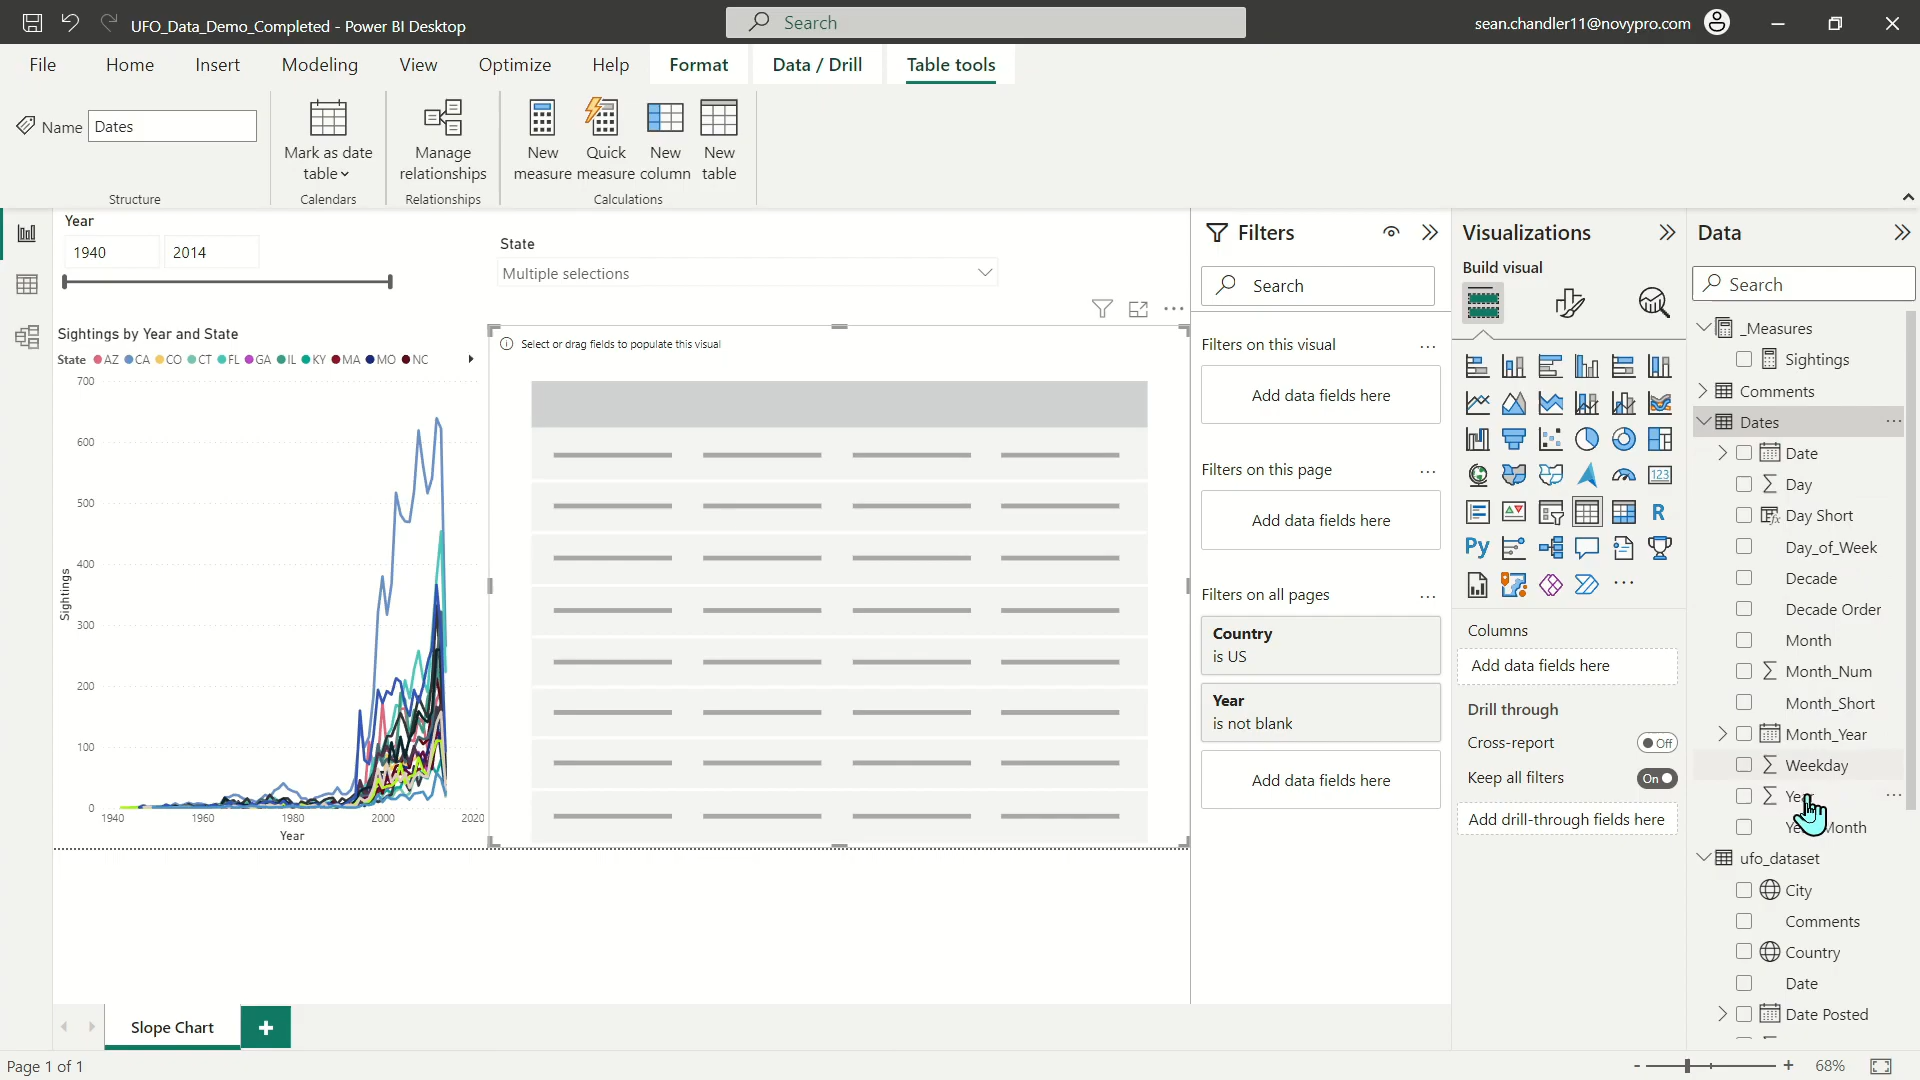 UFO_Data_Demo_Completed - Power BI Desktop
Search
sean.chandler11@novypro.com
File
Home
Insert
Modeling
View
Optimize
Help
Format
Data / Drill
Table tools
Name
Dates
Mark as date
table
Manage
relationships
New
measure
Quick
measure
New
column
New
table
Structure
Calendars
Relationships
Calculations
Year
1940
2014
State
Multiple selections
Sightings by Year and State
State AZ CA CO CT FL GA IL KY MA MO NC
700
600
500
400
300
200
100
0
Sightings
1940
1960
1980
2000
2020
Year
Select or drag fields to populate this visual
Filters
Search
Filters on this visual
Add data fields here
Filters on this page
Add data fields here
Filters on all pages
Country
is US
Year
is not blank
Add data fields here
Visualizations
Build visual
123
R
Py
Columns
Add data fields here
Drill through
Cross-report
Off
Keep all filters
On
Add drill-through fields here
Data
Search
_Measures
Sightings
Comments
Dates
Date
Day
Day Short
Day_of_Week
Decade
Decade Order
Month
Month_Num
Month_Short
Month_Year
Weekday
ufo_dataset
City
Comments
Country
Date
Date Posted
Slope Chart
Page 1 of 1
68%